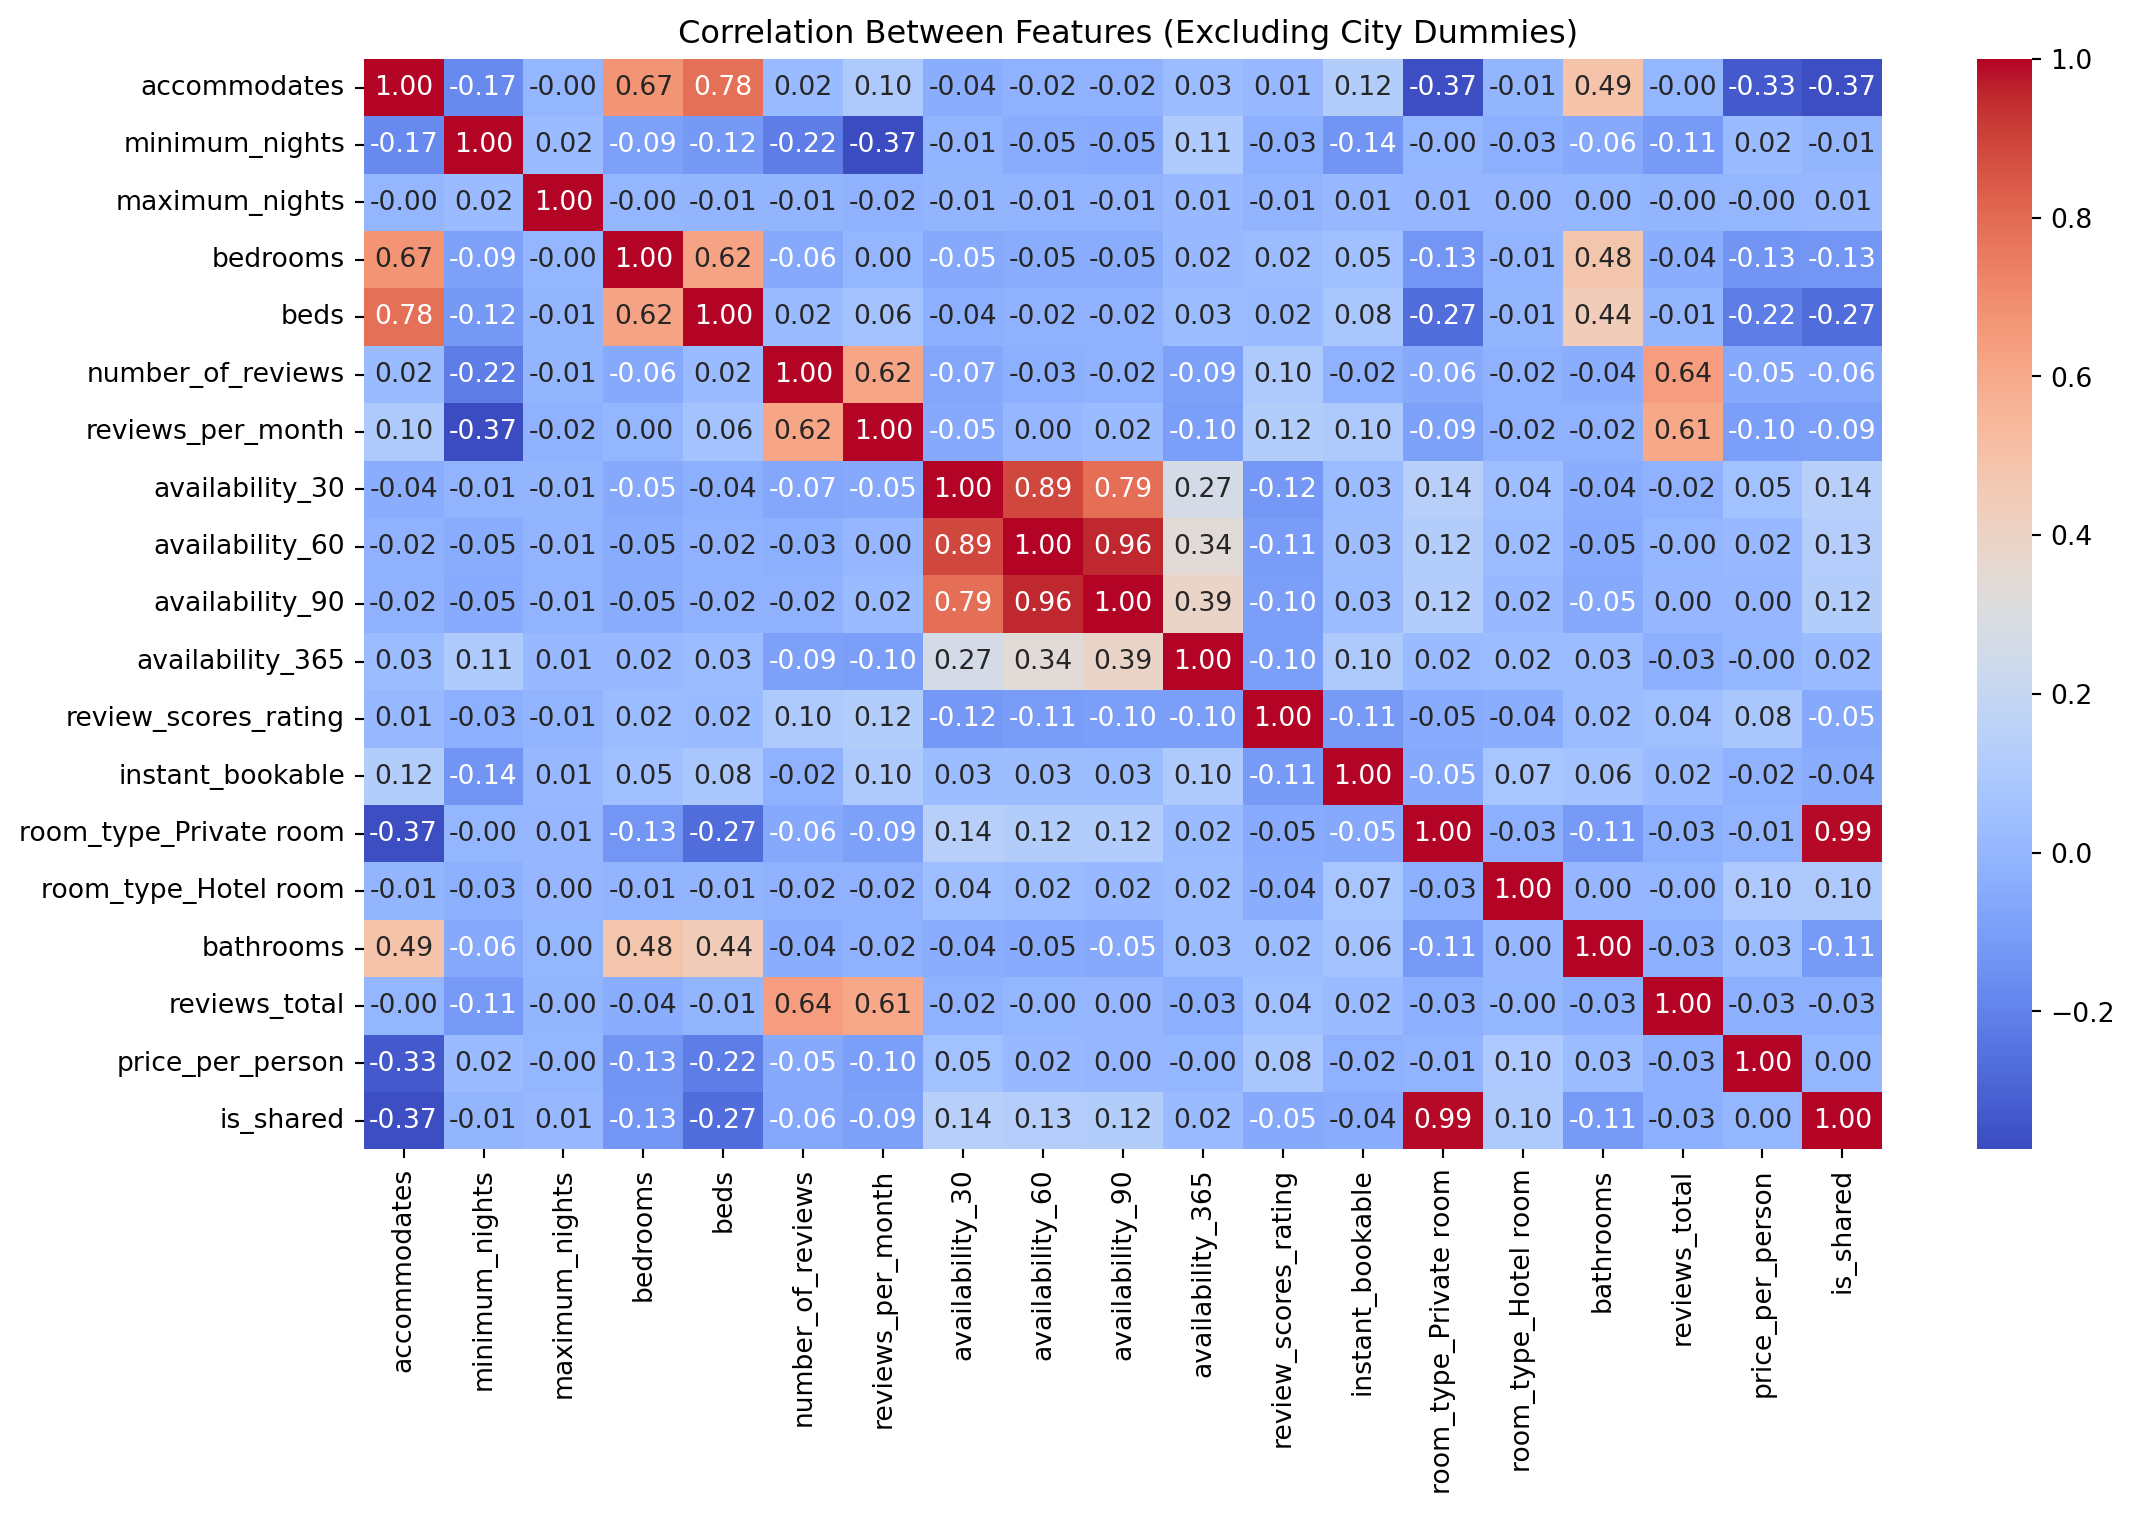 Correlation Between Features (Excluding City Dummies)
accommodates 1.00 -0.17 -0.00 0.67 0.78 0.02 0.10 -0.04 -0.02 -0.02 0.03 0.01 0.12 -0.37 -0.01 0.49 -0.00 -0.33 -0.37
minimum_nights -0.17 1.00 0.02 -0.09 -0.12 -0.22 -0.37 -0.01 -0.05 -0.05 0.11 -0.03 -0.14 -0.00 -0.03 -0.06 -0.11 0.02 -0.01
maximum_nights -0.00 0.02 1.00 -0.00 -0.01 -0.01 -0.02 -0.01 -0.01 -0.01 0.01 -0.01 0.01 0.01 0.00 0.00 -0.00 -0.00 0.01
bedrooms 0.67 -0.09 -0.00 1.00 0.62 -0.06 0.00 -0.05 -0.05 -0.05 0.02 0.02 0.05 -0.13 -0.01 0.48 -0.04 -0.13 -0.13
beds 0.78 -0.12 -0.01 0.62 1.00 0.02 0.06 -0.04 -0.02 -0.02 0.03 0.02 0.08 -0.27 -0.01 0.44 -0.01 -0.22 -0.27
number_of_reviews 0.02 -0.22 -0.01 -0.06 0.02 1.00 0.62 -0.07 -0.03 -0.02 -0.09 0.10 -0.02 -0.06 -0.02 -0.04 0.64 -0.05 -0.06
reviews_per_month 0.10 -0.37 -0.02 0.00 0.06 0.62 1.00 -0.05 0.00 0.02 -0.10 0.12 0.10 -0.09 -0.02 -0.02 0.61 -0.10 -0.09
availability_30 -0.04 -0.01 -0.01 -0.05 -0.04 -0.07 -0.05 1.00 0.89 0.79 0.27 -0.12 0.03 0.14 0.04 -0.04 -0.02 0.05 0.14
availability_60 -0.02 -0.05 -0.01 -0.05 -0.02 -0.03 0.00 0.89 1.00 0.96 0.34 -0.11 0.03 0.12 0.02 -0.05 -0.00 0.02 0.13
availability_90 -0.02 -0.05 -0.01 -0.05 -0.02 -0.02 0.02 0.79 0.96 1.00 0.39 -0.10 0.03 0.12 0.02 -0.05 0.00 0.00 0.12
availability_365 0.03 0.11 0.01 0.02 0.03 -0.09 -0.10 0.27 0.34 0.39 1.00 -0.10 0.10 0.02 0.02 0.03 -0.03 -0.00 0.02
review_scores_rating 0.01 -0.03 -0.01 0.02 0.02 0.10 0.12 -0.12 -0.11 -0.10 -0.10 1.00 -0.11 -0.05 -0.04 0.02 0.04 0.08 -0.05
instant_bookable 0.12 -0.14 0.01 0.05 0.08 -0.02 0.10 0.03 0.03 0.03 0.10 -0.11 1.00 -0.05 0.07 0.06 0.02 -0.02 -0.04
room_type_Private room -0.37 -0.00 0.01 -0.13 -0.27 -0.06 -0.09 0.14 0.12 0.12 0.02 -0.05 -0.05 1.00 -0.03 -0.11 -0.03 -0.01 0.99
room_type_Hotel room -0.01 -0.03 0.00 -0.01 -0.01 -0.02 -0.02 0.04 0.02 0.02 0.02 -0.04 0.07 -0.03 1.00 0.00 -0.00 0.10 0.10
bathrooms 0.49 -0.06 0.00 0.48 0.44 -0.04 -0.02 -0.04 -0.05 -0.05 0.03 0.02 0.06 -0.11 0.00 1.00 -0.03 0.03 -0.11
reviews_total -0.00 -0.11 -0.00 -0.04 -0.01 0.64 0.61 -0.02 -0.00 0.00 -0.03 0.04 0.02 -0.03 -0.00 -0.03 1.00 -0.03 -0.03
price_per_person -0.33 0.02 -0.00 -0.13 -0.22 -0.05 -0.10 0.05 0.02 0.00 -0.00 0.08 -0.02 -0.01 0.10 0.03 -0.03 1.00 0.00
is_shared -0.37 -0.01 0.01 -0.13 -0.27 -0.06 -0.09 0.14 0.13 0.12 0.02 -0.05 -0.04 0.99 0.10 -0.11 -0.03 0.00 1.00
accommodates
minimum_nights
maximum_nights
bedrooms
beds
number_of_reviews
reviews_per_month
availability_30
availability_60
availability_90
availability_365
review_scores_rating
instant_bookable
room_type_Private room
room_type_Hotel room
bathrooms
reviews_total
price_per_person
is_shared
1.0
0.8
0.6
0.4
0.2
0.0
−0.2